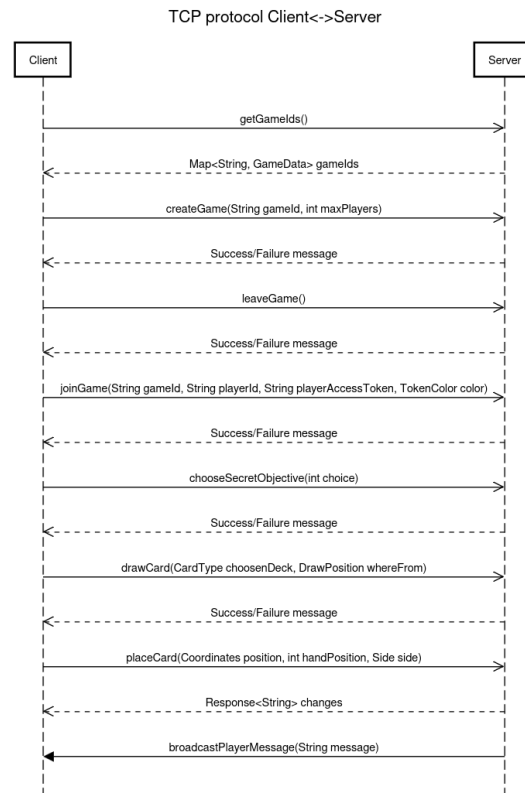 TCP protocol Client<->Server
Client
Server
getGameIds()
Map<String, GameData> gameIds
createGame(String gameId, int maxPlayers)
Success/Failure message
leaveGame()
Success/Failure message
joinGame(String gameId, String playerId, String playerAccessToken, TokenColor color)
Success/Failure message
chooseSecretObjective(int choice)
Success/Failure message
drawCard(CardType choosenDeck, DrawPosition whereFrom)
Success/Failure message
placeCard(Coordinates position, int handPosition, Side side)
Response<String> changes
broadcastPlayerMessage(String message)